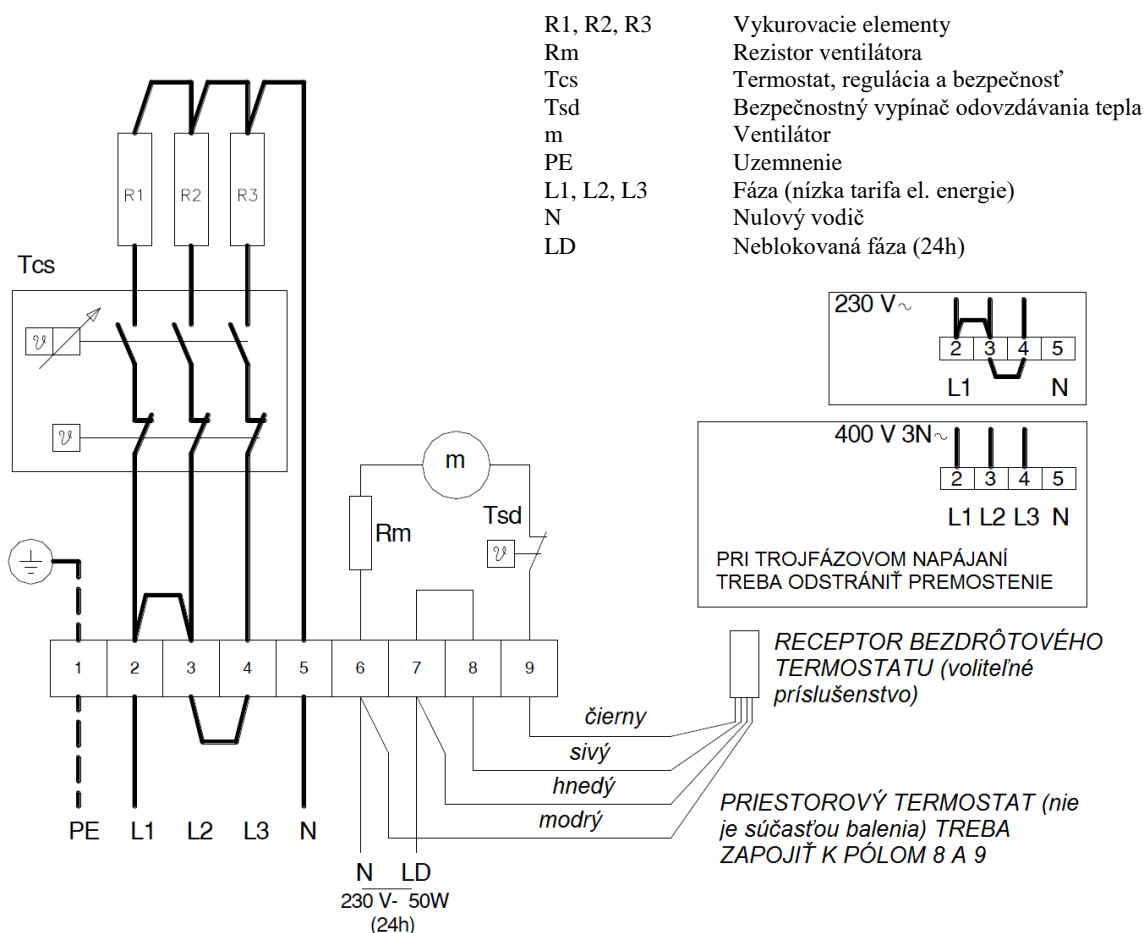 R1, R2, R3 Vykurovacie elementy
Rm Rezistor ventilátora
Tcs Termostat, regulácia a bezpečnosť
Tsd Bezpečnostný vypínač odovzdávania tepla
m Ventilátor
PE Uzemnenie
L1, L2, L3 Fáza (nízka tarifa el. energie)
N Nulový vodič
LD Neblokovaná fáza (24h)
R1 R2 R3
Tcs
ϑ
ϑ
230 V~
2 3 4 5
L1 N
400 V 3N~
2 3 4 5
L1 L2 L3 N
PRI TROJFÁZOVOM NAPÁJANÍ
TREBA ODSTRÁNIŤ PREMOSTENIE
m
Rm
Tsd
ϑ
1 2 3 4 5 6 7 8 9
RECEPTOR BEZDRÔTOVÉHO
TERMOSTATU (voliteľné
príslušenstvo)
čierny
sivý
hnedý
modrý
PRIESTOROVÝ TERMOSTAT (nie
je súčasťou balenia) TREBA
ZAPOJIŤ K PÓLOM 8 A 9
PE L1 L2 L3 N
N LD
230 V- 50W
(24h)